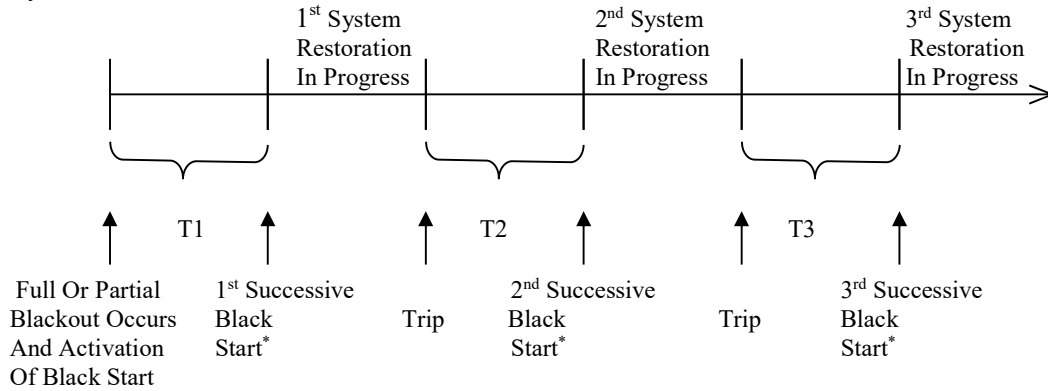 1st System
Restoration
In Progress
2nd System
Restoration
In Progress
3rd System
Restoration
In Progress
T1
T2
T3
Full Or Partial
Blackout Occurs
And Activation
Of Black Start
1st Successive
Black
Start*
Trip
2nd Successive
Black
Start*
Trip
3rd Successive
Black
Start*